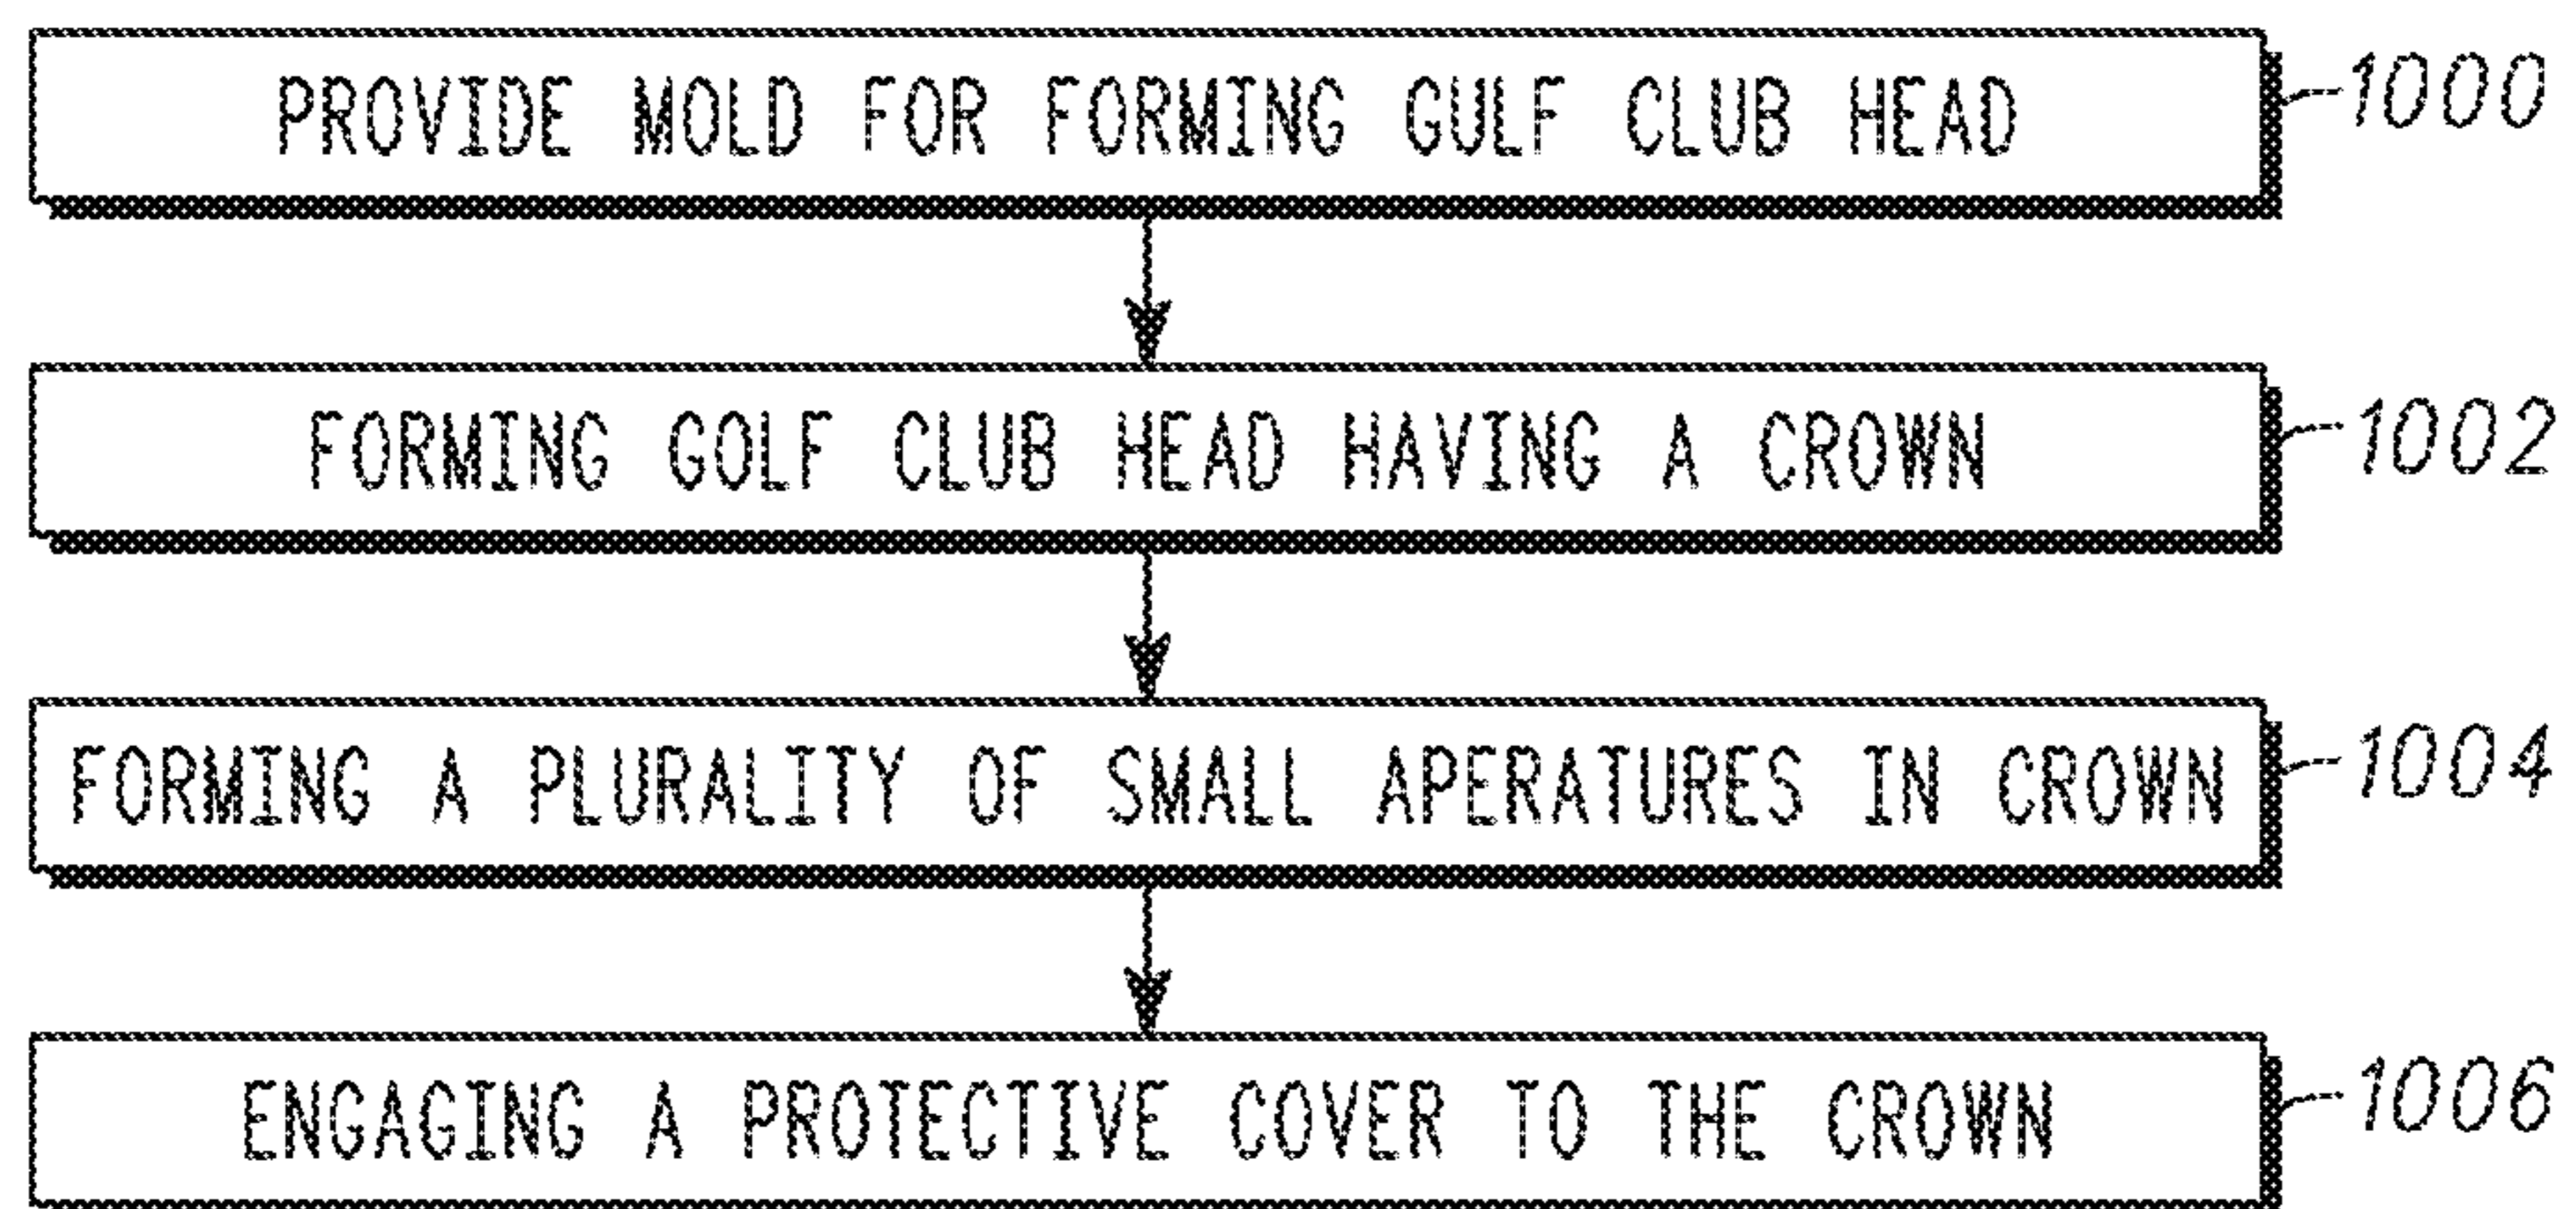 PROVIDE MOLD FOR FORMING GULF CLUB HEAD 1000
FORMING GOLF CLUB HEAD HAVING A CROWN 1002
FORMING A PLURALITY OF SMALL APERATURES IN CROWN 1004
ENGAGING A PROTECTIVE COVER TO THE CROWN 1006